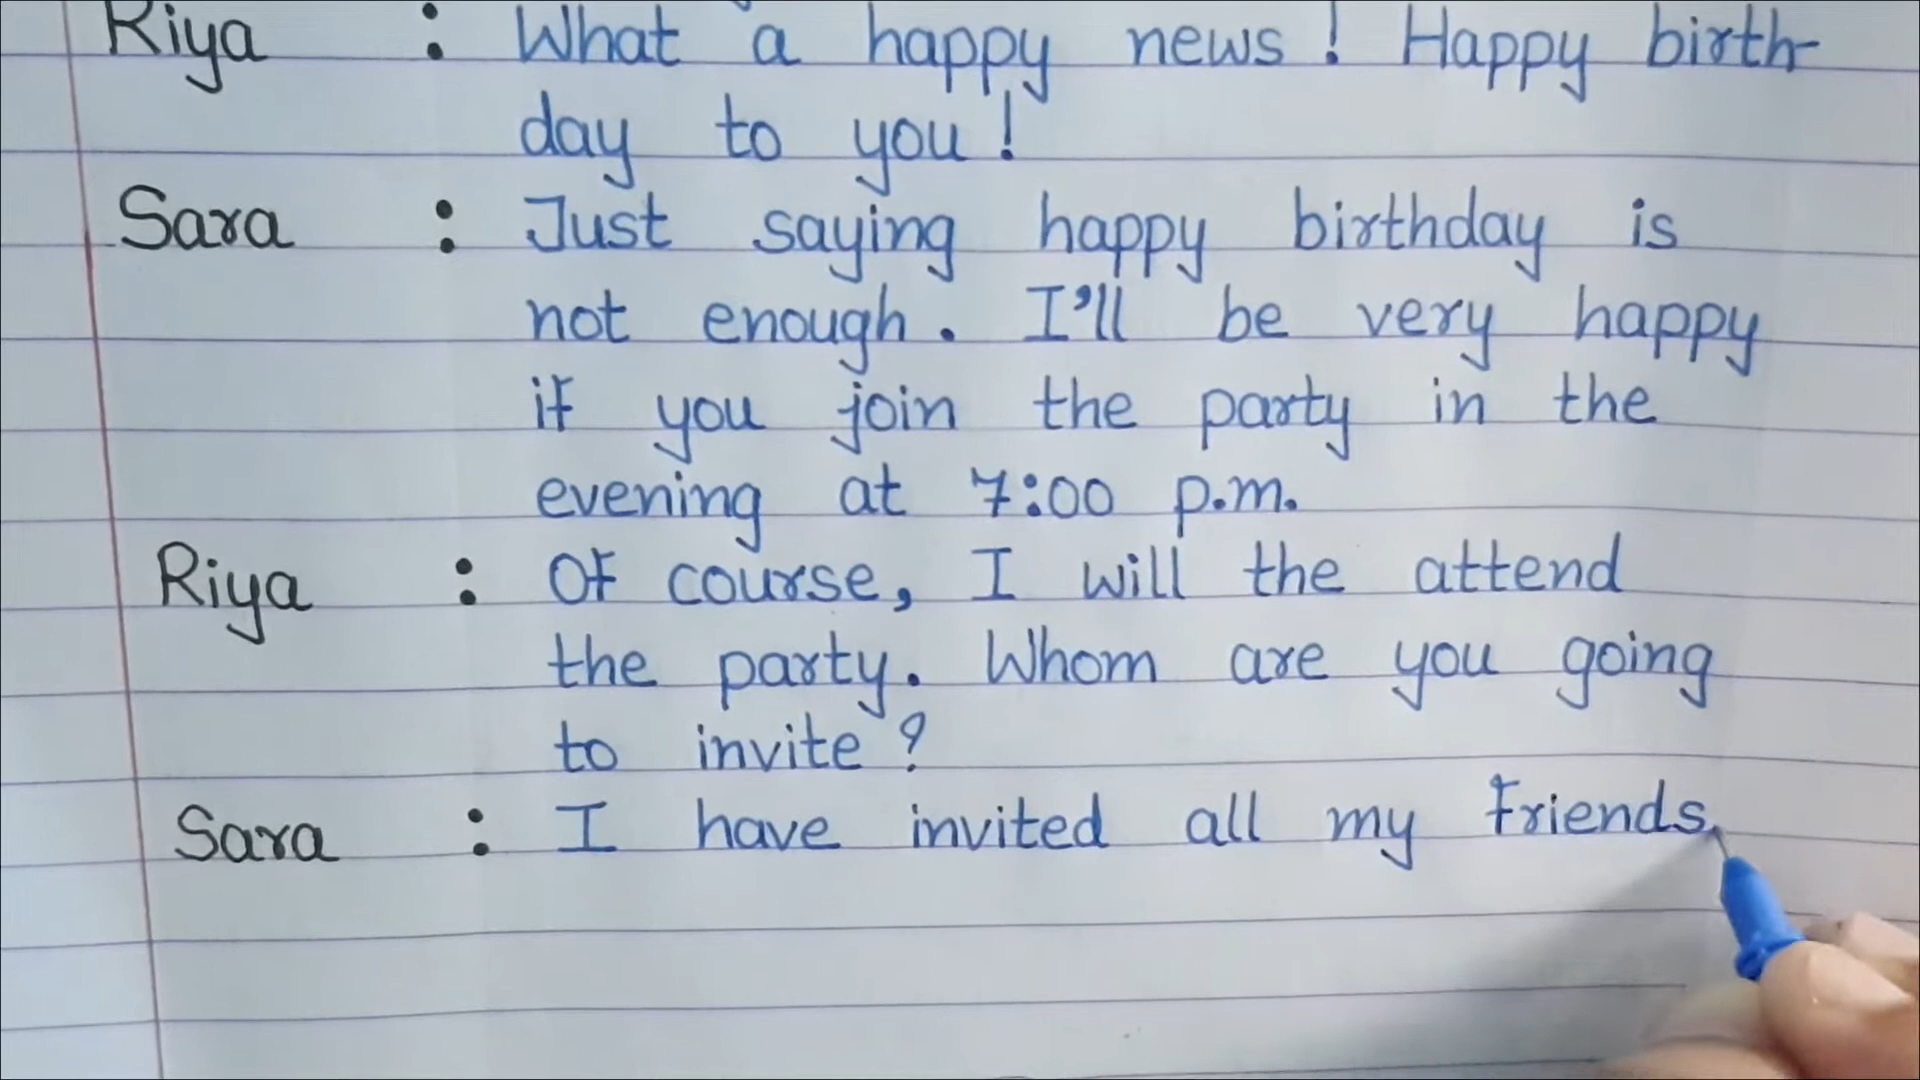 Riya : What a happy news! Happy birth-
day to you!
Sara : Just saying happy birthday is
not enough. I'll be very happy
if you join the party in the
evening at 7:00 p.m.
Riya : Of course, I will the attend
the party. Whom are you going
to invite?
Sara : I have invited all my friends.